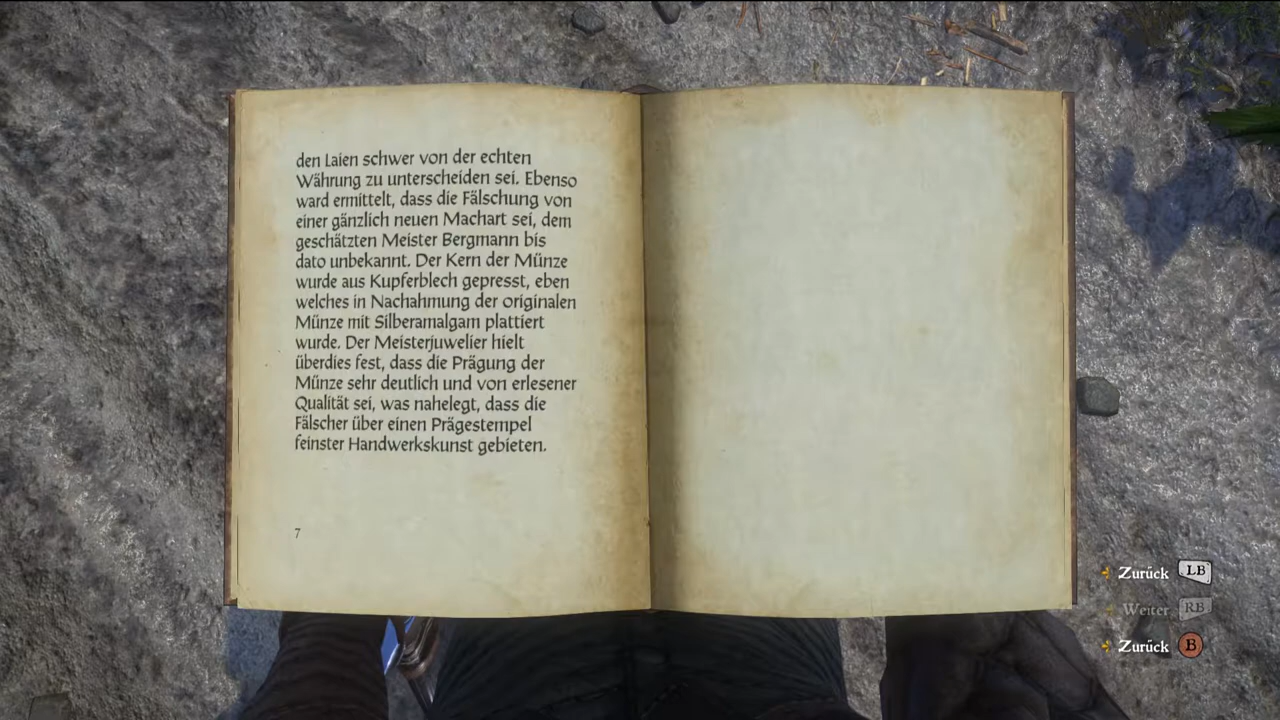 den Laien schwer von der echten
Währung zu unterscheiden sei. Ebenso
ward ermittelt, dass die Fälschung von
einer gänzlich neuen Machart sei, dem
geschätzten Meister Bergmann bis
dato unbekannt. Der Kern der Münze
wurde aus Kupferblech gepresst, eben
welches in Nachahmung der originalen
Münze mit Silberamalgam plattiert
wurde. Der Meisterjuwelier hielt
überdies fest, dass die Prägung der
Münze sehr deutlich und von erlesener
Qualität sei, was nahelegt, dass die
Fälscher über einen Prägestempel
feinster Handwerkskunst gebieten.
7
Zurück LB
Weiter RB
Zurück B